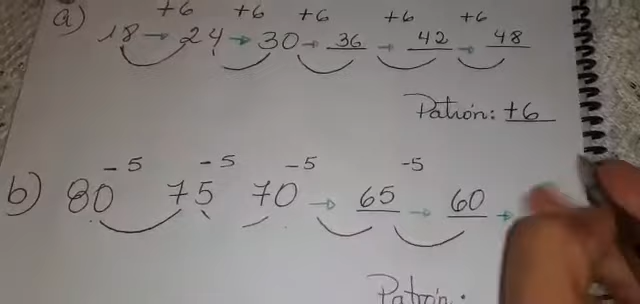 +6 +6 +6 +6 +6
a) 18 → 24 → 30 → 36 → 42 → 48
Patrón: +6
-5 -5 -5 -5
b) 80 75 70 → 65 → 60 →
Patrón: